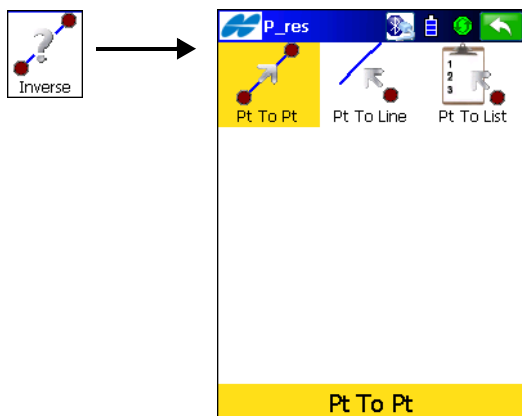 Inverse
P_res
Pt To Pt
Pt To Line
1
2
3
Pt To List
Pt To Pt